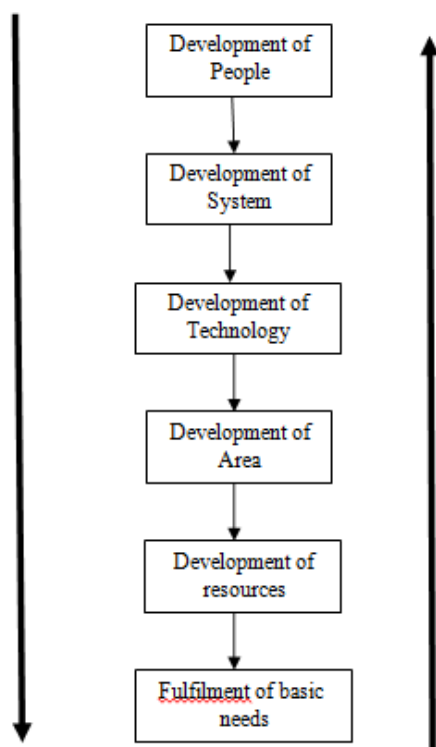 Development of
People
Development of
System
Development of
Technology
Development of
Area
Development of
resources
Fulfilment of basic
needs